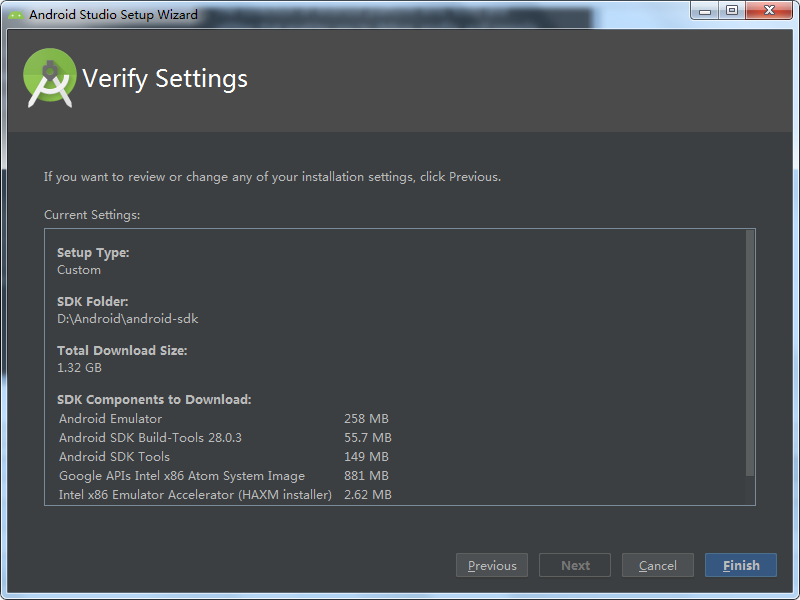 Android Studio Setup Wizard
Verify Settings
If you want to review or change any of your installation settings, click Previous.
Current Settings:
Setup Type:
Custom
SDK Folder:
D:\Android\android-sdk
Total Download Size:
1.32 GB
SDK Components to Download:
Android Emulator 258 MB
Android SDK Build-Tools 28.0.3 55.7 MB
Android SDK Tools 149 MB
Google APIs Intel x86 Atom System Image 881 MB
Intel x86 Emulator Accelerator (HAXM installer) 2.62 MB
Previous Next Cancel Finish